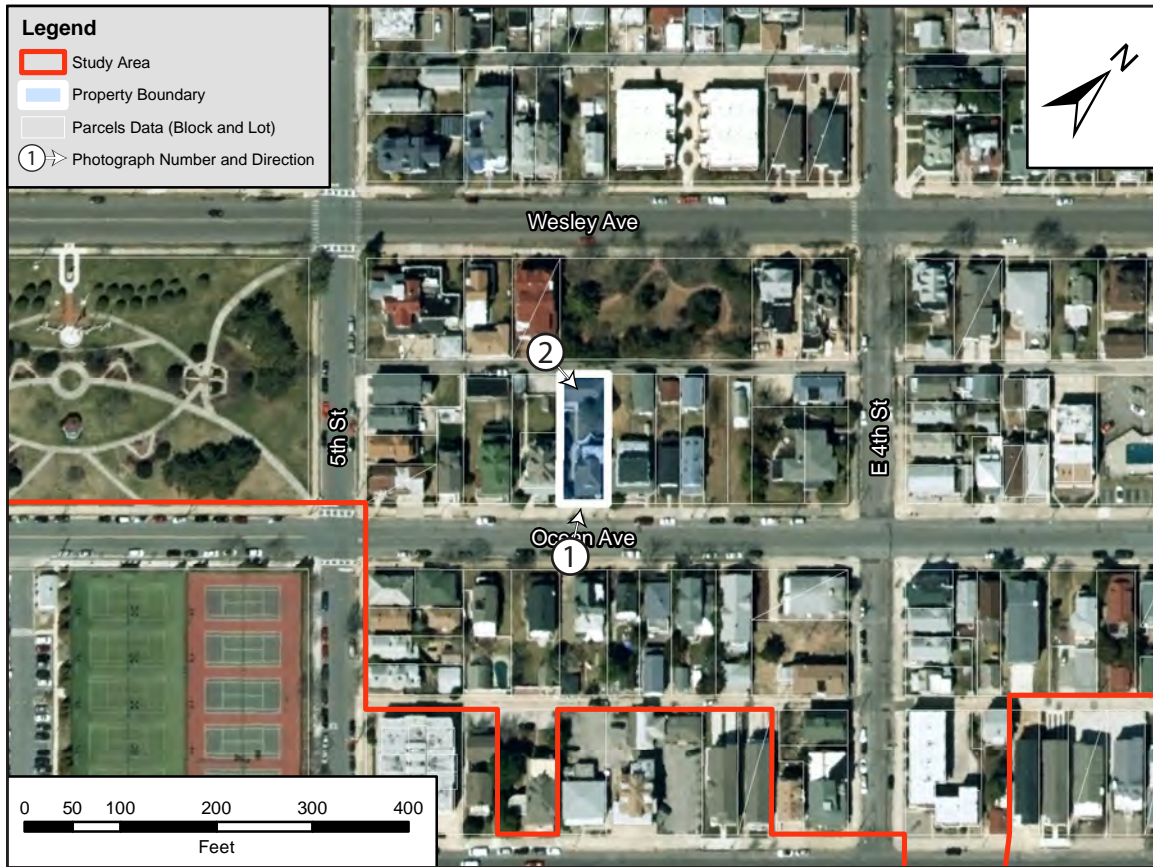 Legend
Study Area
Property Boundary
Parcels Data (Block and Lot)
1 Photograph Number and Direction
N
Wesley Ave
2
5th St
E 4th St
Ocean Ave
1
0 50 100 200 300 400
Feet